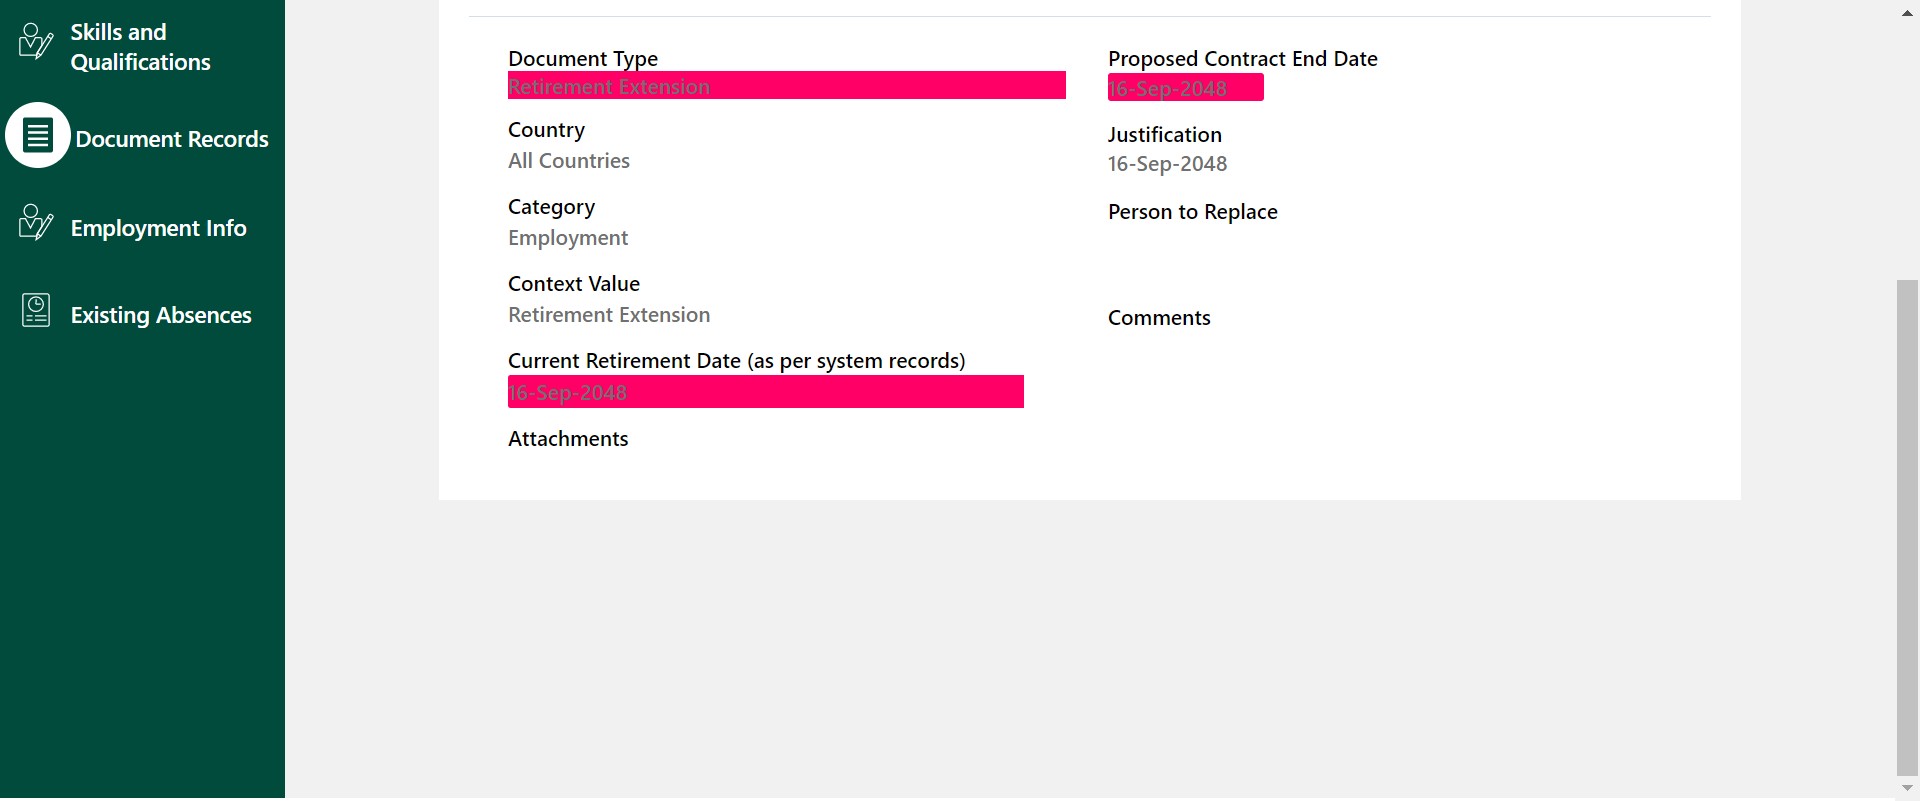 Skills and
Qualifications
Document Records
Employment Info
Existing Absences
Document Type
Retirement Extension
Country
All Countries
Category
Employment
Context Value
Retirement Extension
Current Retirement Date (as per system records)
16-Sep-2048
Attachments
Proposed Contract End Date
16-Sep-2048
Justification
16-Sep-2048
Person to Replace
Comments